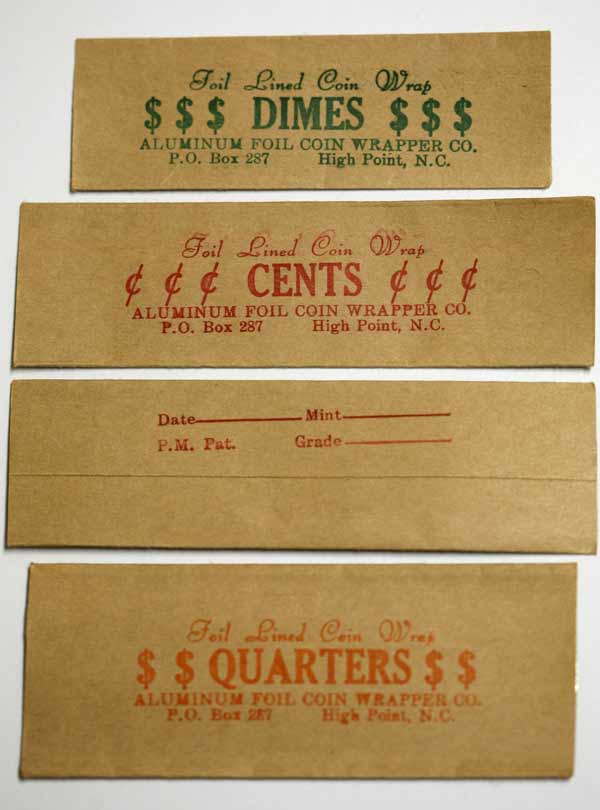 Foil Lined Coin Wrap
$ $ $ DIMES $ $ $
ALUMINUM FOIL COIN WRAPPER CO.
P.O. Box 287 High Point, N.C.
Foil Lined Coin Wrap
¢ ¢ ¢ CENTS ¢ ¢ ¢
ALUMINUM FOIL COIN WRAPPER CO.
P.O. Box 287 High Point, N.C.
Date Mint
P.M. Pat. Grade
Foil Lined Coin Wrap
$ $ QUARTERS $ $
ALUMINUM FOIL COIN WRAPPER CO.
P.O. Box 287 High Point, N.C.